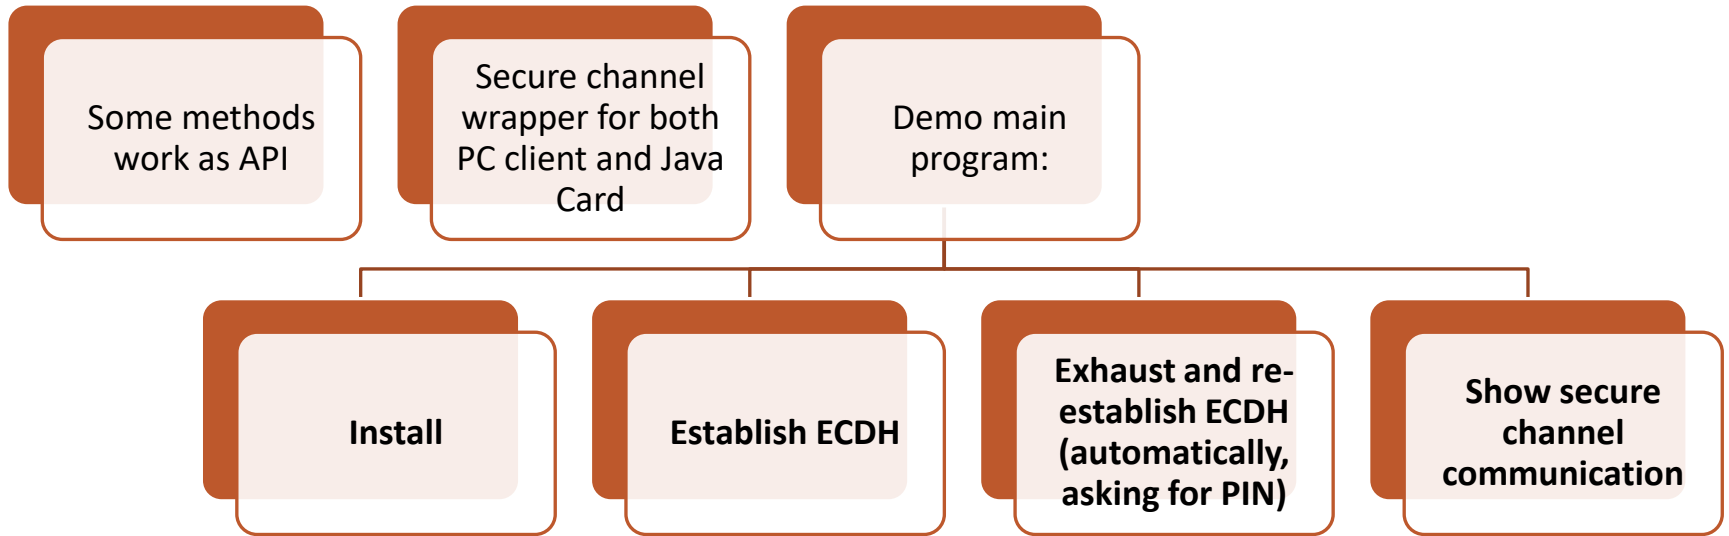 Some methods
work as API
Secure channel
wrapper for both
PC client and Java
Card
Demo main
program:
Install
Establish ECDH
Exhaust and re-
establish ECDH
(automatically,
asking for PIN)
Show secure
channel
communication